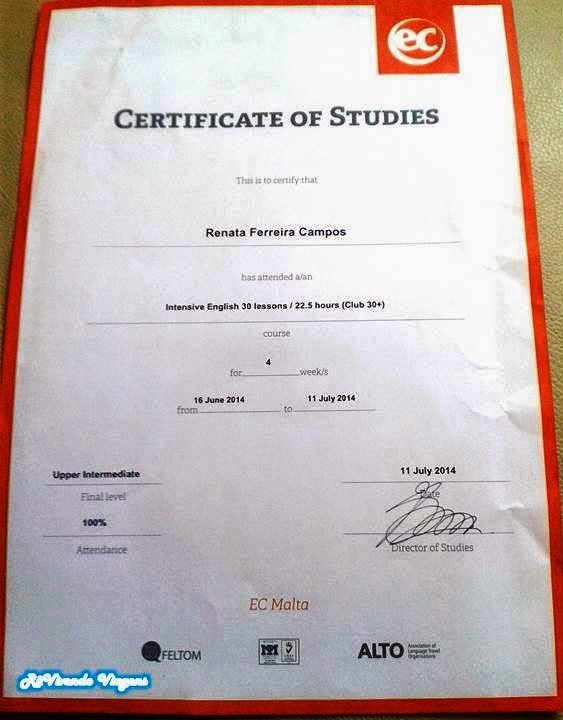 ec
CERTIFICATE OF STUDIES
This is to certify that
Renata Ferreira Campos
has attended a/an
Intensive English 30 lessons / 22.5 hours (Club 30+)
course
for 4 week/s
from 16 June 2014 to 11 July 2014
Upper Intermediate
Final level
100%
Attendance
11 July 2014
Date
Director of Studies
EC Malta
FELTOM
ALTO Association of
Language Travel
Organisations